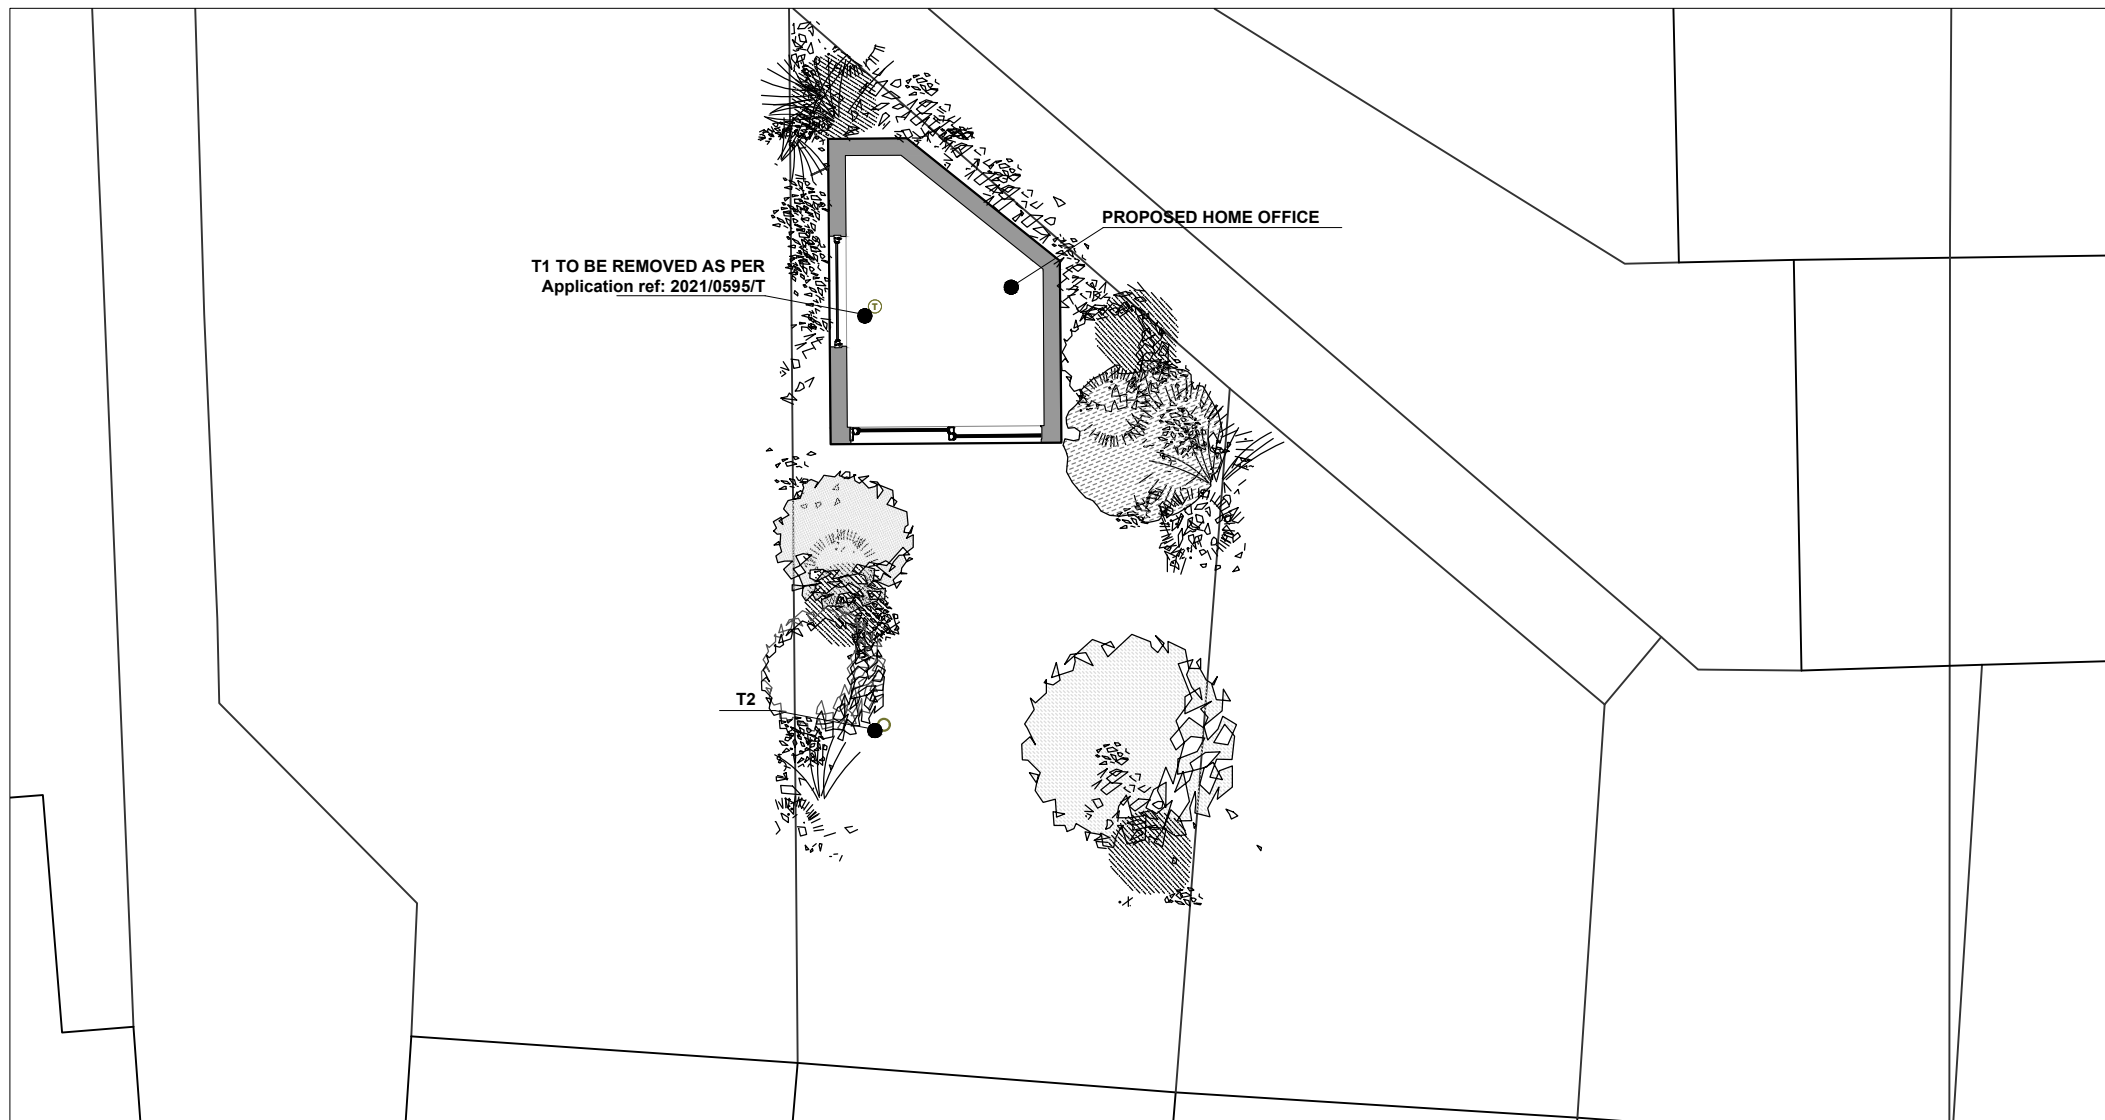 PROPOSED HOME OFFICE
T1 TO BE REMOVED AS PER
Application ref: 2021/0595/T
T
T2